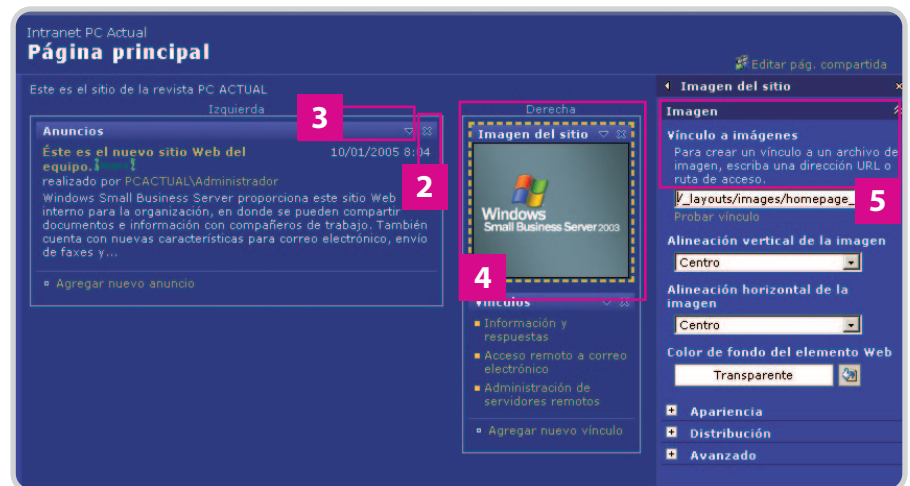 Intranet PC Actual
Página principal
Editar pág. compartida
Este es el sitio de la revista PC ACTUAL
Izquierda
3
Anuncios
2
Éste es el nuevo sitio Web del
equipo.
10/01/2005 8:04
realizado por PCACTUAL\Administrador
Windows Small Business Server proporciona este sitio Web
interno para la organización, en donde se pueden compartir
documentos e información con compañeros de trabajo. También
cuenta con nuevas características para correo electrónico, envío
de faxes y...
Agregar nuevo anuncio
Derecha
Imagen del sitio
Windows
Small Business Server 2003
4
Vínculos
Información y
respuestas
Acceso remoto a correo
electrónico
Administración de
servidores remotos
Agregar nuevo vínculo
Imagen del sitio
Imagen
Vínculo a imágenes
Para crear un vínculo a un archivo de
imagen, escriba una dirección URL o
ruta de acceso.
5
/_layouts/images/homepage_
Probar vínculo
Alineación vertical de la imagen
Centro
Alineación horizontal de la
imagen
Centro
Color de fondo del elemento Web
Transparente
Apariencia
Distribución
Avanzado